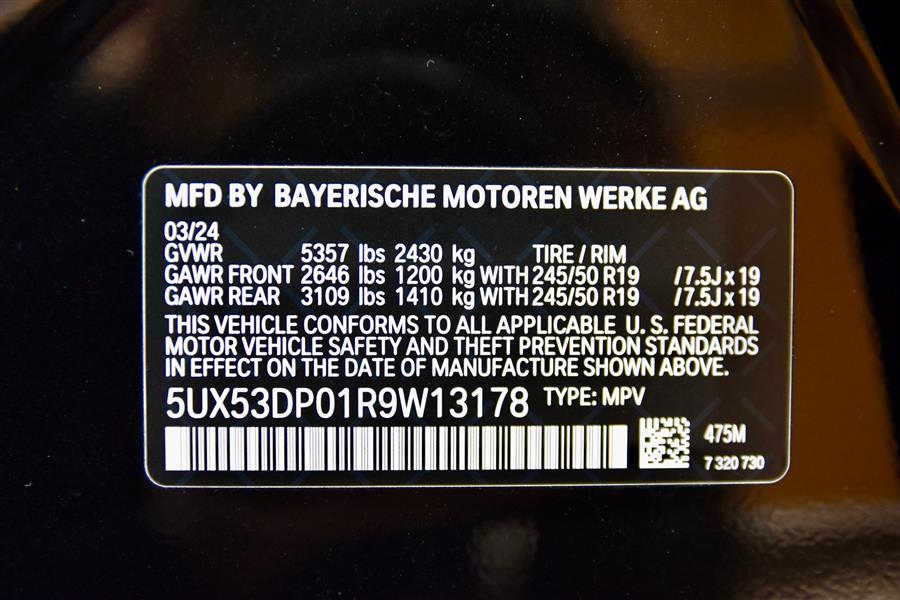 MFD BY BAYERISCHE MOTOREN WERKE AG
03/24
GVWR 5357 lbs 2430 kg TIRE / RIM
GAWR FRONT 2646 lbs 1200 kg WITH 245/50 R19 /7.5J x 19
GAWR REAR 3109 lbs 1410 kg WITH 245/50 R19 /7.5J x 19
THIS VEHICLE CONFORMS TO ALL APPLICABLE U. S. FEDERAL
MOTOR VEHICLE SAFETY AND THEFT PREVENTION STANDARDS
IN EFFECT ON THE DATE OF MANUFACTURE SHOWN ABOVE.
5UX53DP01R9W13178 TYPE: MPV
475M
7 320 730